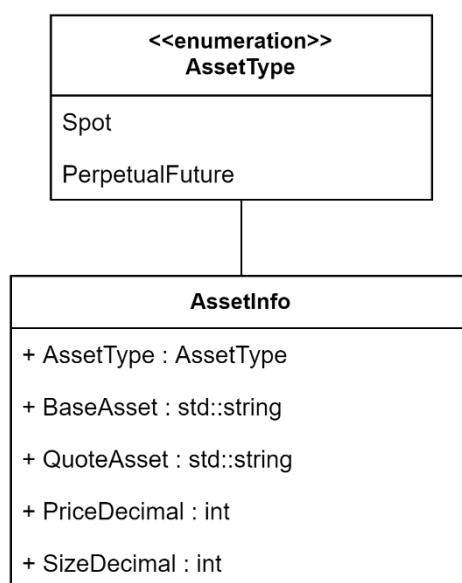 <<enumeration>>
AssetType
Spot
PerpetualFuture
AssetInfo
+ AssetType : AssetType
+ BaseAsset : std::string
+ QuoteAsset : std::string
+ PriceDecimal : int
+ SizeDecimal : int